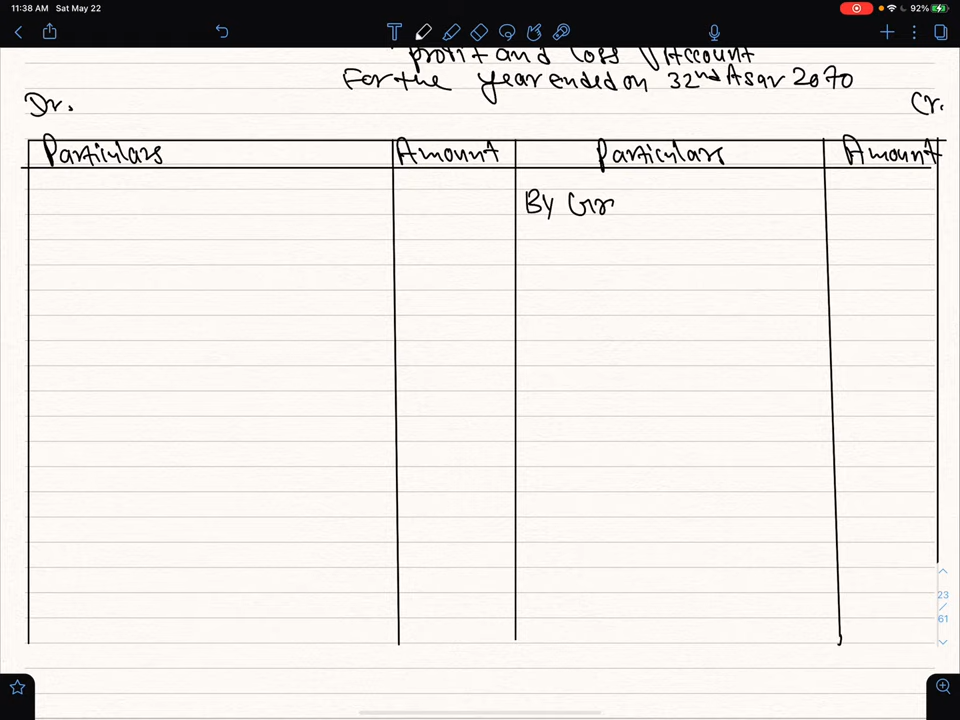 11:38 AM Sat May 22
92%
profit and loss Account
For the year ended on 32nd Asar 2070
Dr. Cr.
Particulars Amount Particulars Amount
By Gr
23
/
61